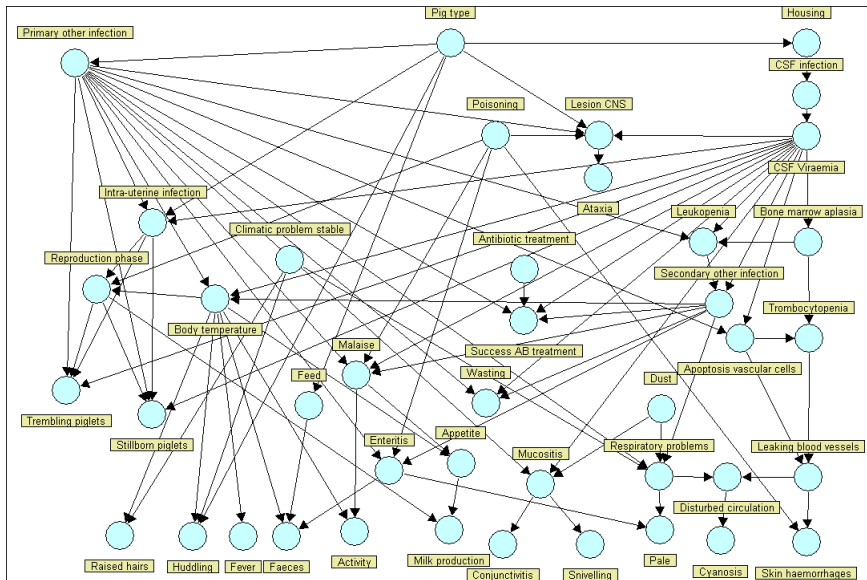 Pig type
Housing
Primary other infection
CSF infection
Poisoning
Lesion CNS
CSF Viraemia
Intra-uterine infection
Ataxia
Leukopenia
Bone marrow aplasia
Climatic problem stable
Antibiotic treatment
Reproduction phase
Secondary other infection
Trombocytopenia
Body temperature
Malaise
Success AB treatment
Feed
Wasting
Apoptosis vascular cells
Dust
Trembling piglets
Stillborn piglets
Enteritis
Appetite
Mucositis
Respiratory problems
Leaking blood vessels
Disturbed circulation
Raised hairs
Huddling
Fever
Faeces
Activity
Milk production
Conjunctivitis
Snivelling
Pale
Cyanosis
Skin haemorrhages